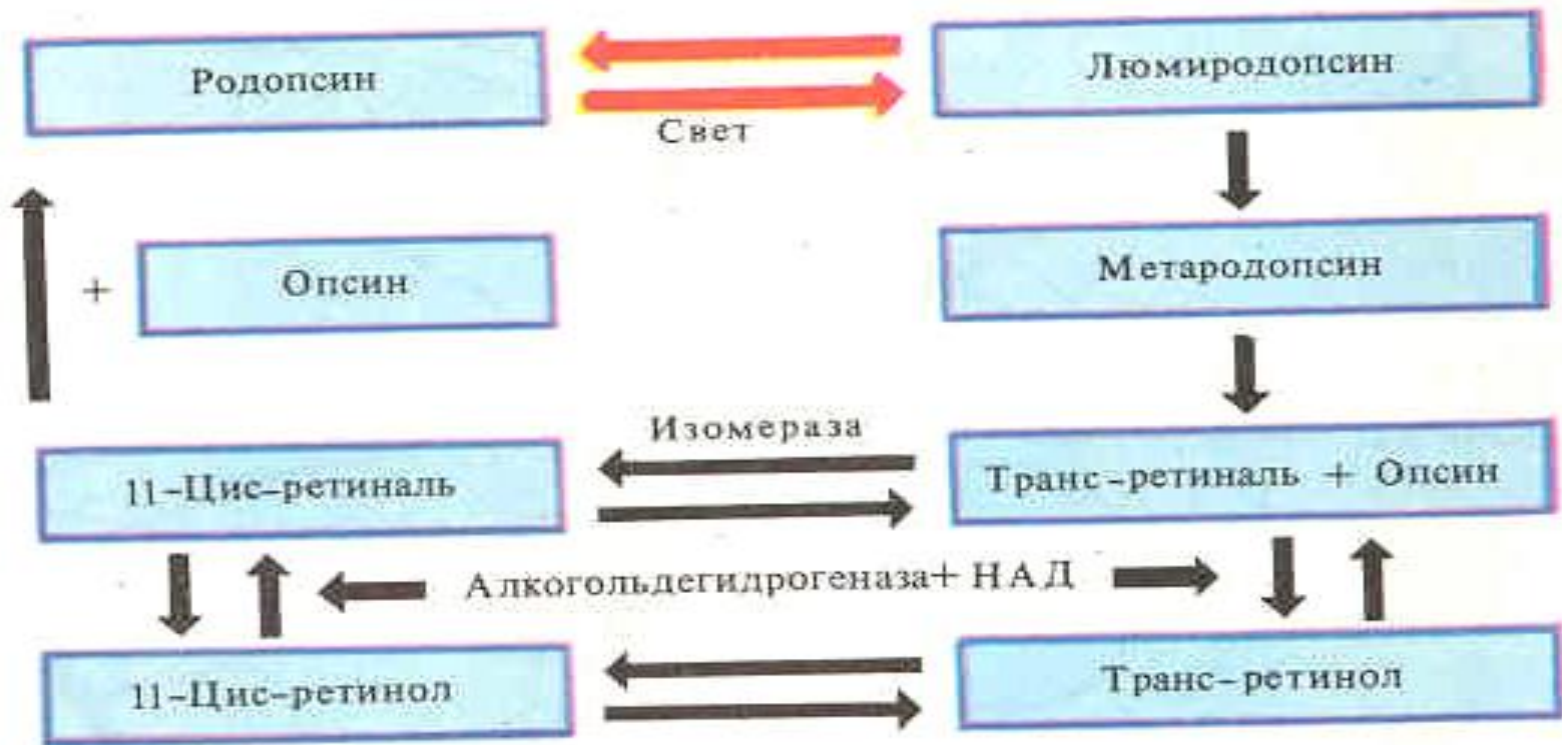 Родопсин
Люмиродопсин
Свет
+
Опсин
Метародопсин
Изомераза
11-Цис-ретиналь
Транс-ретиналь + Опсин
Алкогольдегидрогеназа+ НАД
11-Цис-ретинол
Транс-ретинол